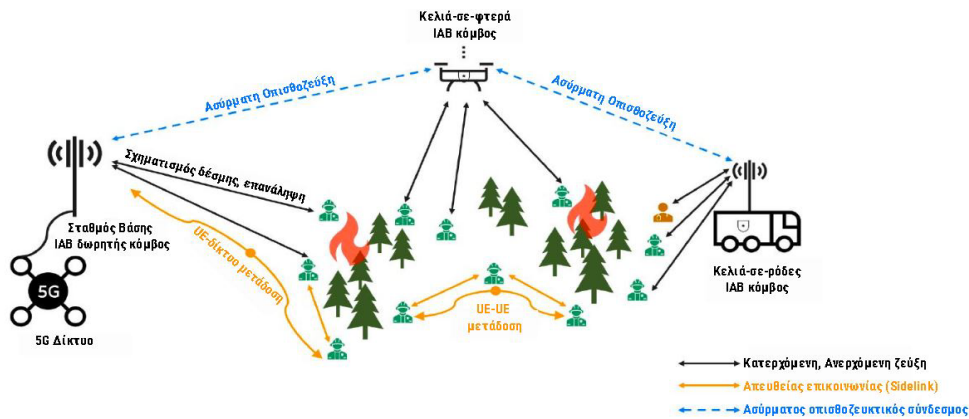 Κελιά-σε-φτερά
IAB κόμβος
Ασύρματη Οπισθοζεύξη
Ασύρματη Οπισθοζεύξη
Σχηματισμός δέσμης, επανάληψη
Σταθμός Βάσης
IAB δωρητής κόμβος
UE-δίκτυο μετάδοση
5G
5G Δίκτυο
UE-UE
μετάδοση
Κελιά-σε-ρόδες
IAB κόμβος
Κατερχόμενη, Ανερχόμενη ζεύξη
Απευθείας επικοινωνίας (Sidelink)
Ασύρματος οπισθοζευκτικός σύνδεσμος